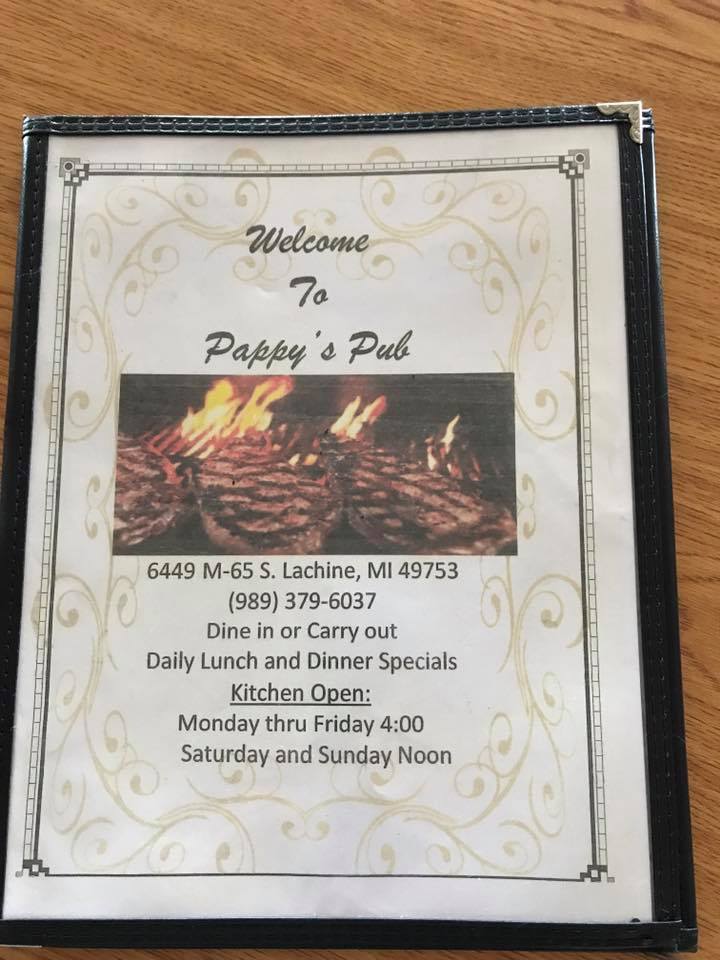 Welcome
To
Pappy's Pub
6449 M-65 S. Lachine, MI 49753
(989) 379-6037
Dine in or Carry out
Daily Lunch and Dinner Specials
Kitchen Open:
Monday thru Friday 4:00
Saturday and Sunday Noon